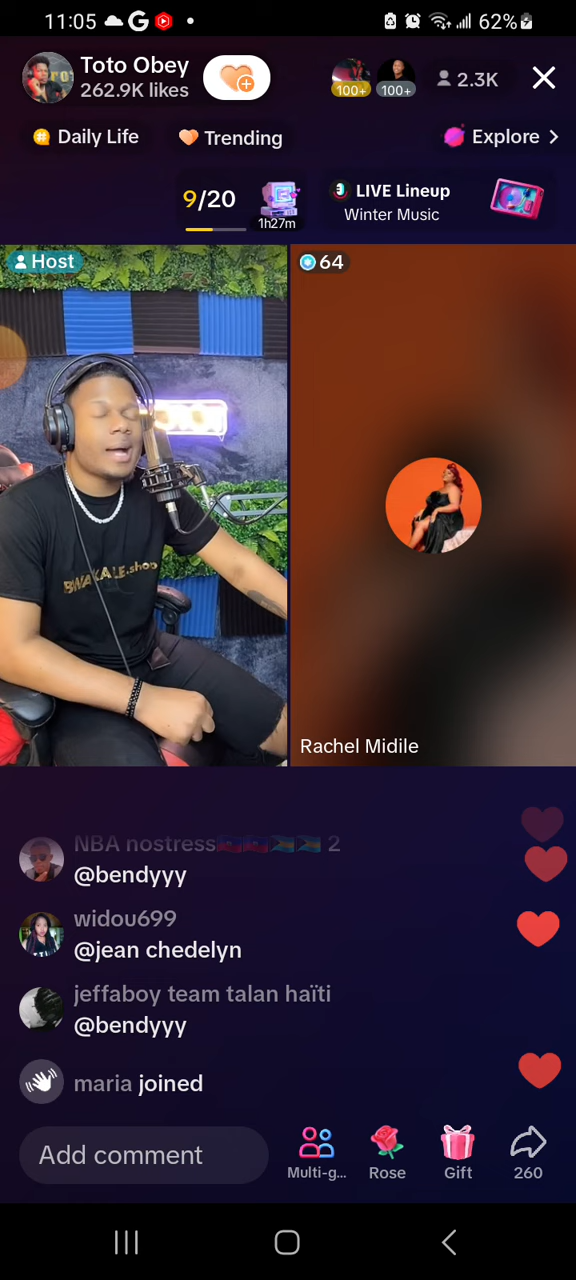 11:05
62%
Toto Obey
262.9K likes
100+
100+
2.3K
Daily Life
Trending
Explore
9/20
1h27m
LIVE Lineup
Winter Music
Host
64
BWAKALE.shop
Rachel Midile
NBA nostress🇭🇹🇭🇹🇧🇸🇧🇸 2
@bendyyy
widou699
@jean chedelyn
jeffaboy team talan haïti
@bendyyy
maria joined
Add comment
Multi-g...
Rose
Gift
260